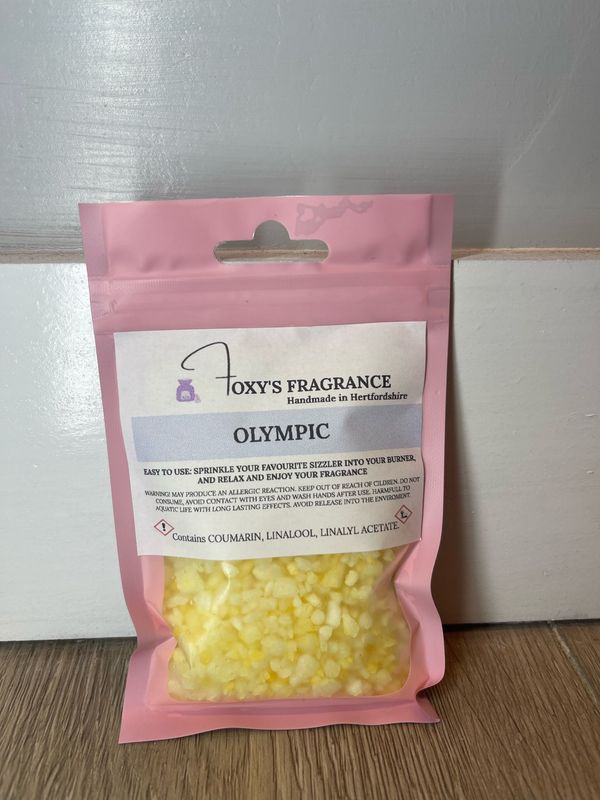 FOXY'S FRAGRANCE
Handmade in Hertfordshire
OLYMPIC
EASY TO USE: SPRINKLE YOUR FAVOURITE SIZZLER INTO YOUR BURNER,
AND RELAX AND ENJOY YOUR FRAGRANCE
WARNING! MAY PRODUCE AN ALLERGIC REACTION. KEEP OUT OF REACH OF CILDREN. DO NOT
CONSUME, AVOID CONTACT WITH EYES AND WASH HANDS AFTER USE. HARMFULL TO
AQUATIC LIFE WITH LONG LASTING EFFECTS. AVOID RELEASE INTO THE ENVIROMENT.
Contains COUMARIN, LINALOOL, LINALYL ACETATE.